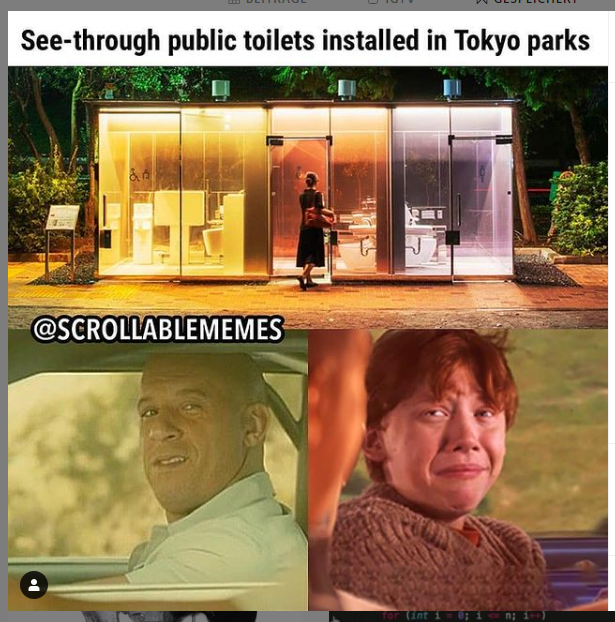 BEITRÄGE IGTV GESPEICHERT
See-through public toilets installed in Tokyo parks
@SCROLLABLEMEMES
for (int i = 0; i <= n; i++)